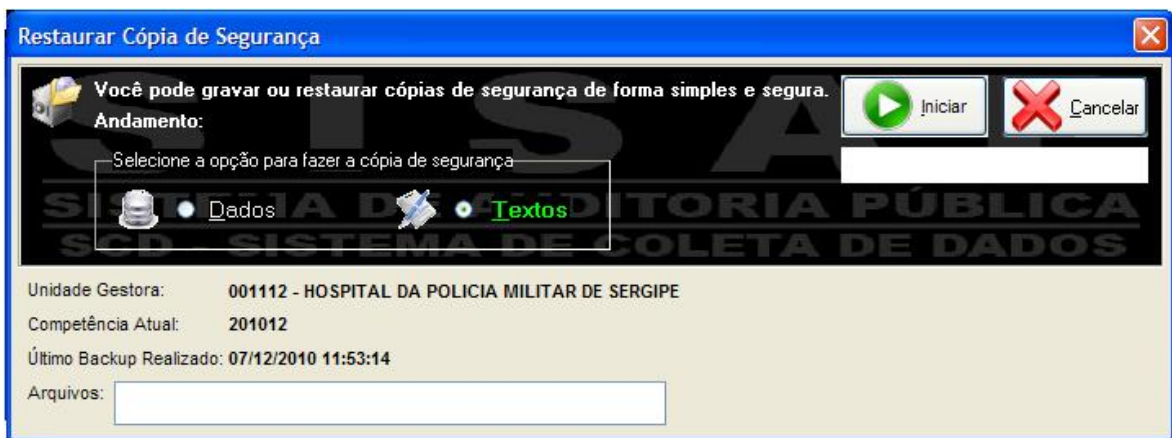 Restaurar Cópia de Segurança
Você pode gravar ou restaurar cópias de segurança de forma simples e segura.
Andamento:
Iniciar
Cancelar
Selecione a opção para fazer a cópia de segurança
Dados
Textos
SISAP
SISTEMA DE AUDITORIA PÚBLICA
SCD - SISTEMA DE COLETA DE DADOS
Unidade Gestora: 001112 - HOSPITAL DA POLICIA MILITAR DE SERGIPE
Competência Atual: 201012
Último Backup Realizado: 07/12/2010 11:53:14
Arquivos: